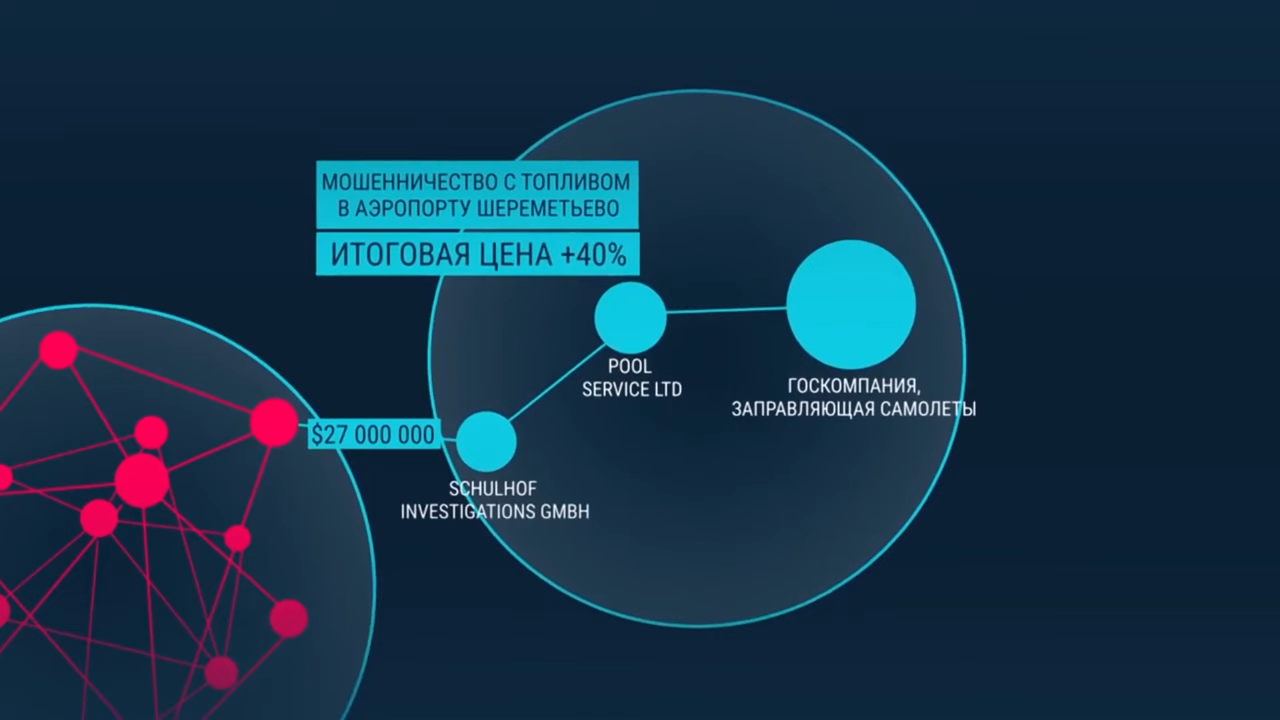 МОШЕННИЧЕСТВО С ТОПЛИВОМ
В АЭРОПОРТУ ШЕРЕМЕТЬЕВО
ИТОГОВАЯ ЦЕНА +40%
POOL
SERVICE LTD
ГОСКОМПАНИЯ,
ЗАПРАВЛЯЮЩАЯ САМОЛЕТЫ
$27 000 000
SCHULHOF
INVESTIGATIONS GMBH